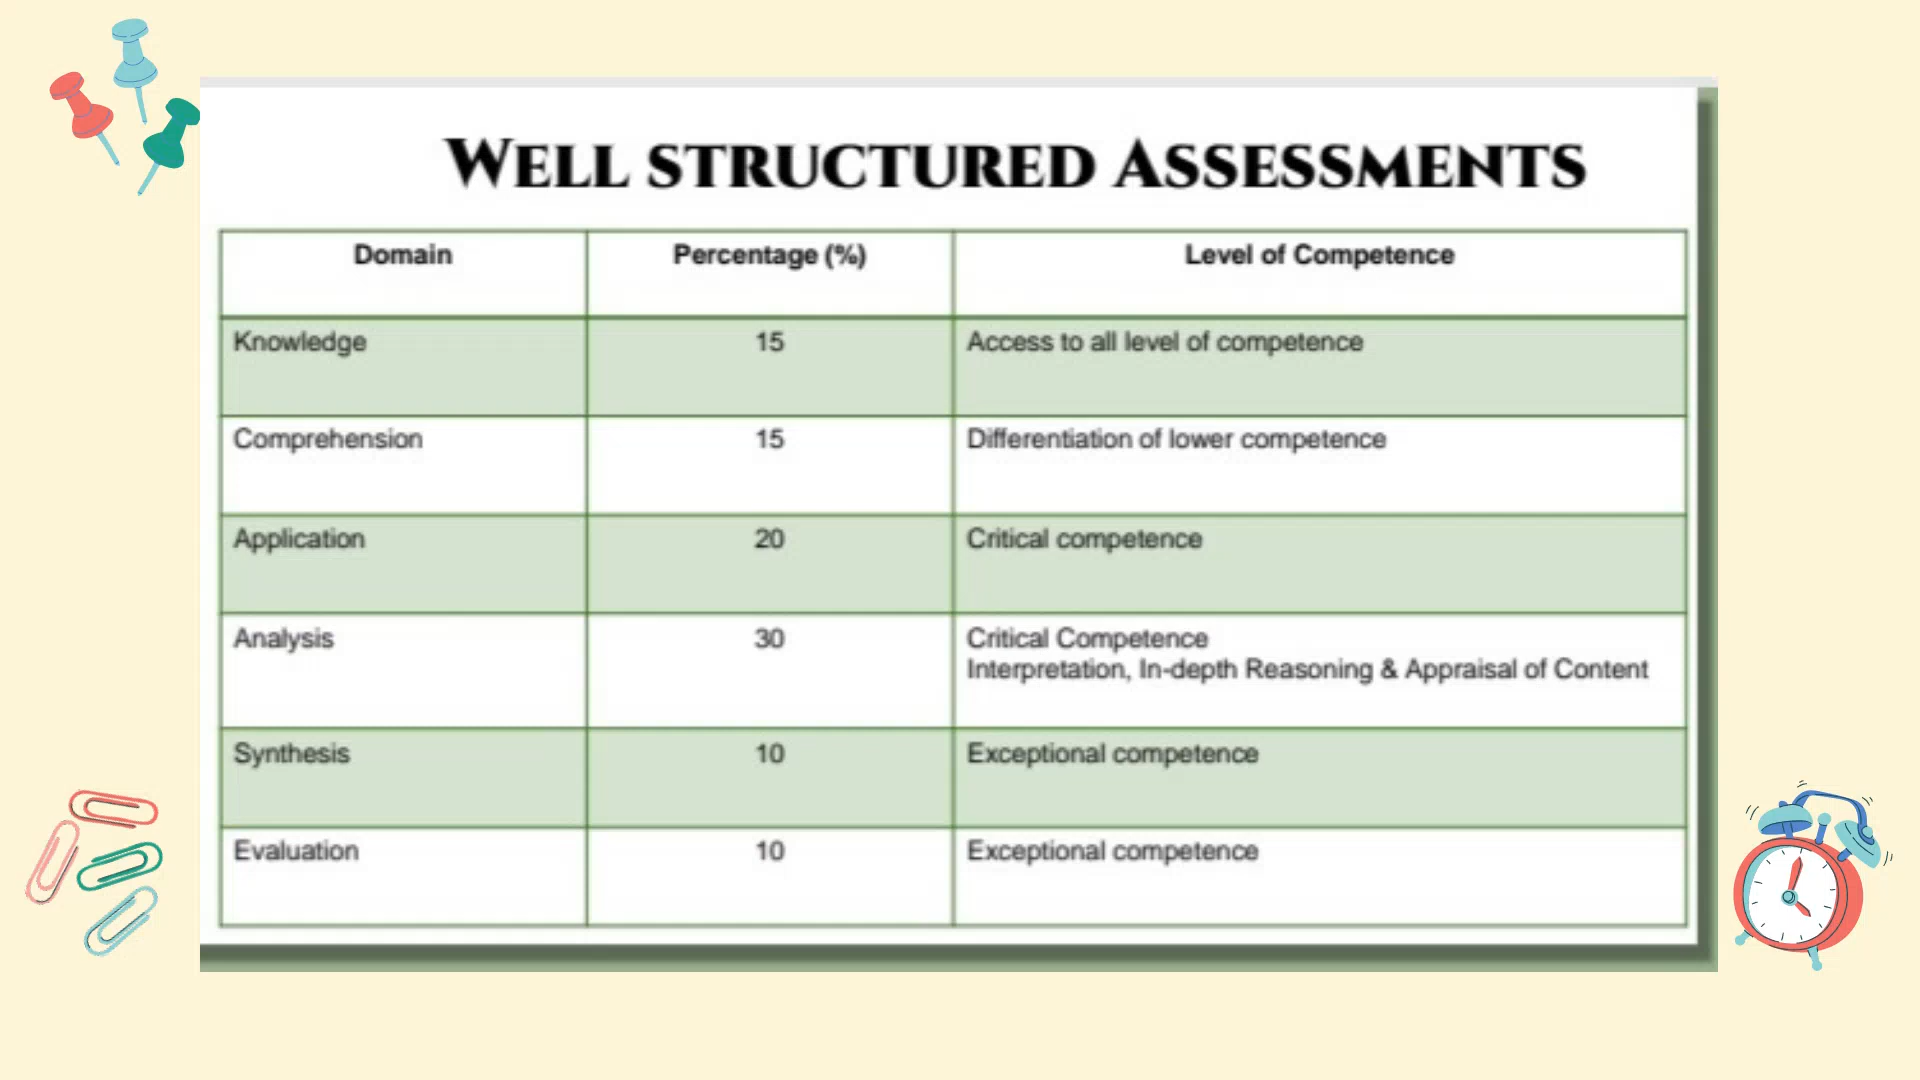 WELL STRUCTURED ASSESSMENTS
Domain Percentage (%) Level of Competence
Knowledge 15 Access to all level of competence
Comprehension 15 Differentiation of lower competence
Application 20 Critical competence
Analysis 30 Critical Competence
Interpretation, In-depth Reasoning & Appraisal of Content
Synthesis 10 Exceptional competence
Evaluation 10 Exceptional competence